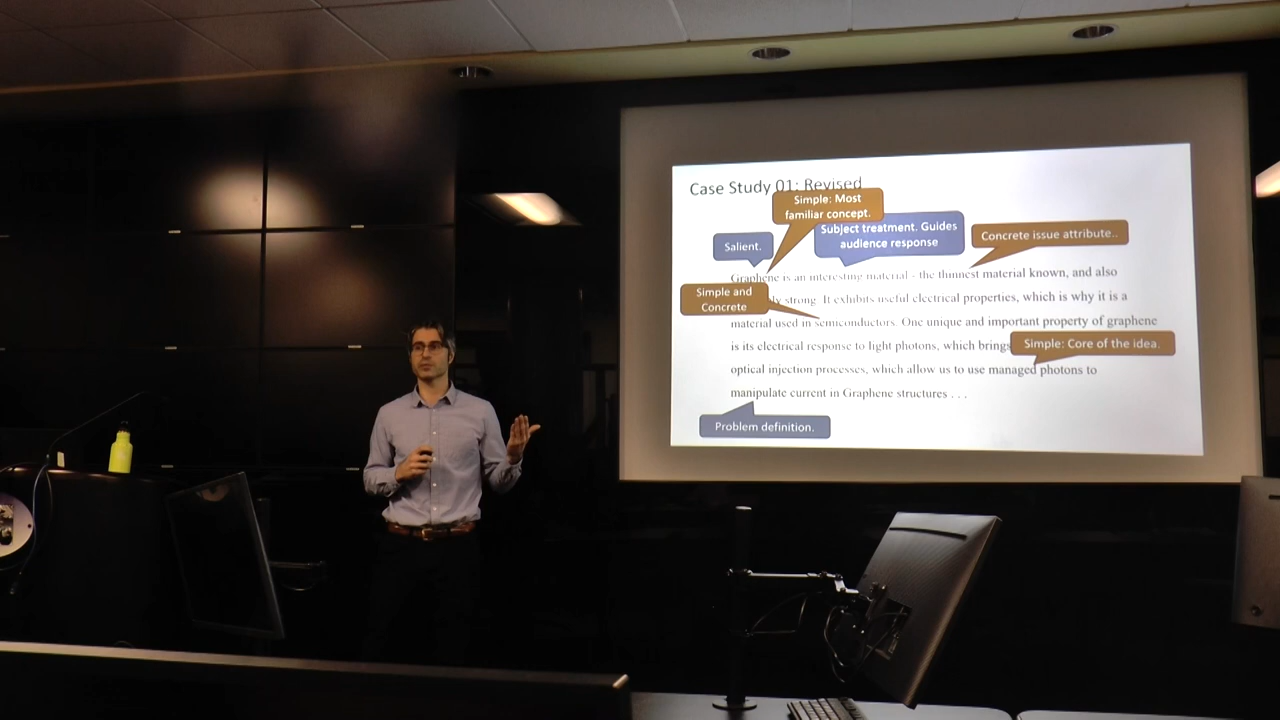 Case Study 01: Revised
Simple: Most
familiar concept.
Subject treatment. Guides
audience response
Salient.
Concrete issue attribute..
Graphene is an interesting material - the thinnest material known, and also
Simple and
Concrete
strong. It exhibits useful electrical properties, which is why it is a
material used in semiconductors. One unique and important property of graphene
is its electrical response to light photons, which brings
Simple: Core of the idea.
optical injection processes, which allow us to use managed photons to
manipulate current in Graphene structures . . .
Problem definition.